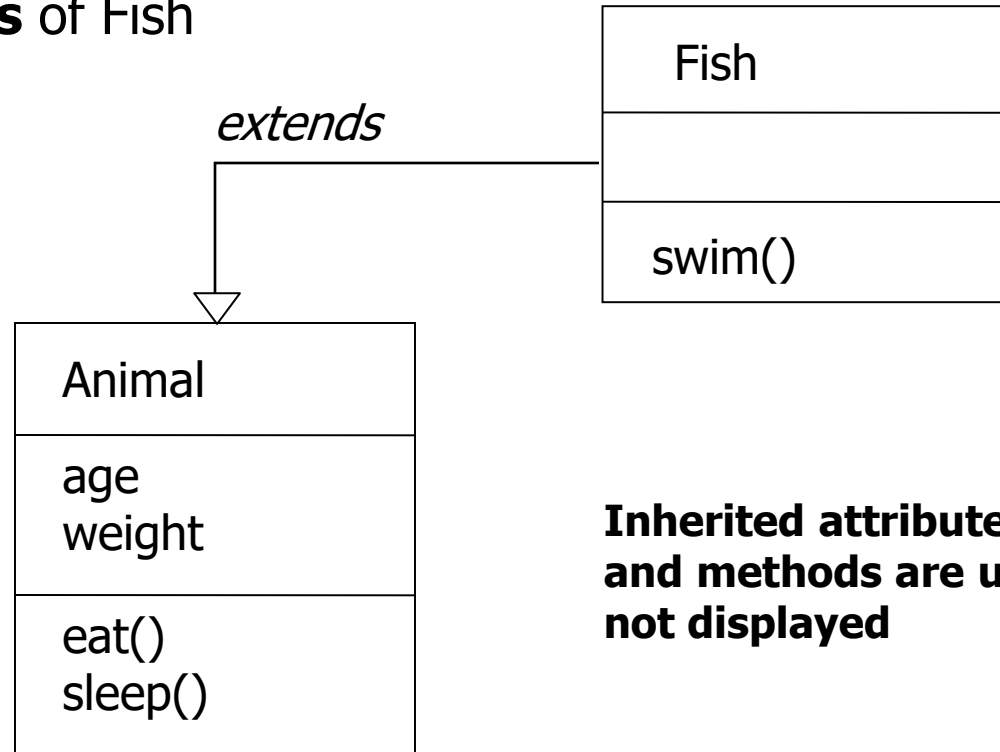 s of Fish
Fish
extends
swim()
Animal
age
weight
eat()
sleep()
Inherited attribute
and methods are u
not displayed